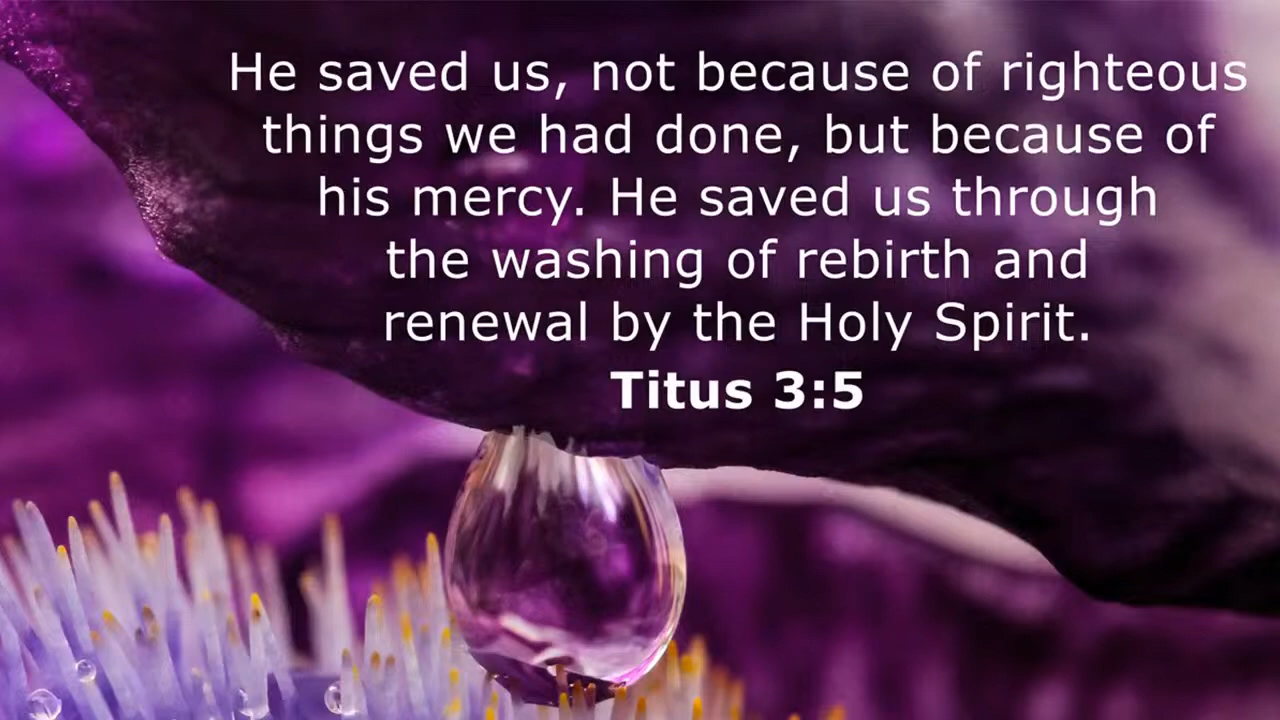 He saved us, not because of righteous
things we had done, but because of
his mercy. He saved us through
the washing of rebirth and
renewal by the Holy Spirit.
Titus 3:5